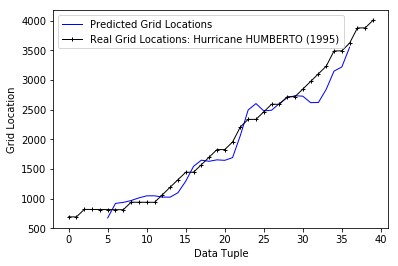 Predicted Grid Locations
Real Grid Locations: Hurricane HUMBERTO (1995)
4000
3500
3000
2500
2000
1500
1000
500
Grid Location
0 5 10 15 20 25 30 35 40
Data Tuple